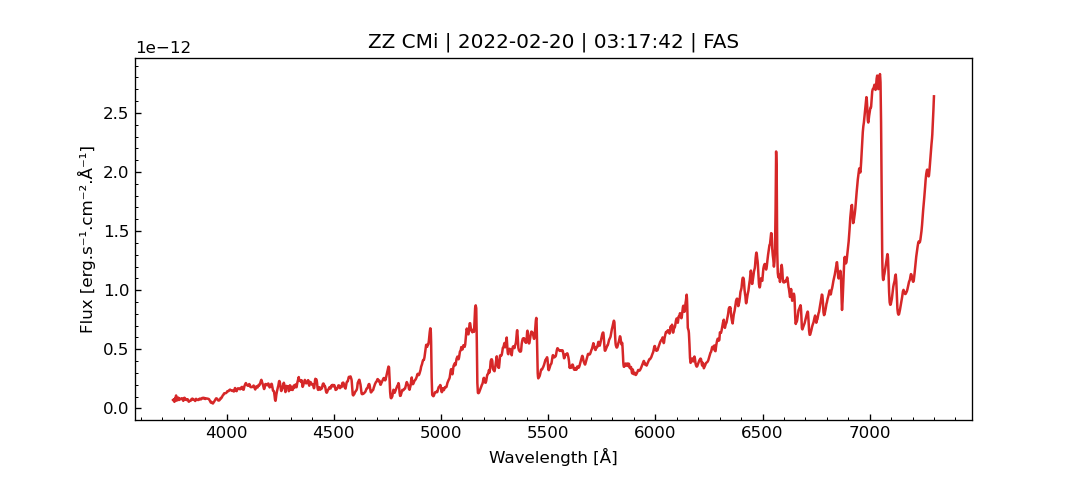 ZZ CMi | 2022-02-20 | 03:17:42 | FAS
1e−12
2.5
2.0
1.5
1.0
0.5
0.0
Flux [erg.s⁻¹.cm⁻².Å⁻¹]
4000 4500 5000 5500 6000 6500 7000
Wavelength [Å]